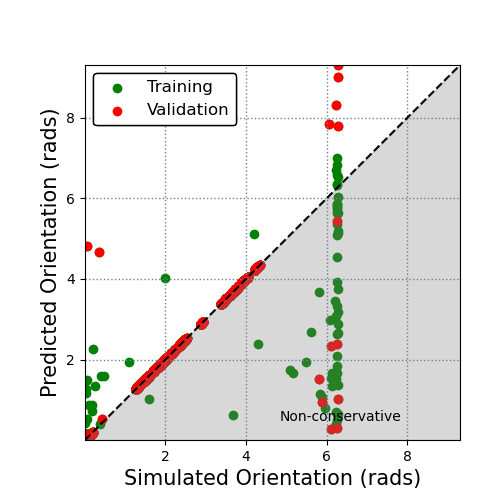 Training
Validation
8
6
4
2
Predicted Orientation (rads)
Non-conservative
2
4
6
8
Simulated Orientation (rads)